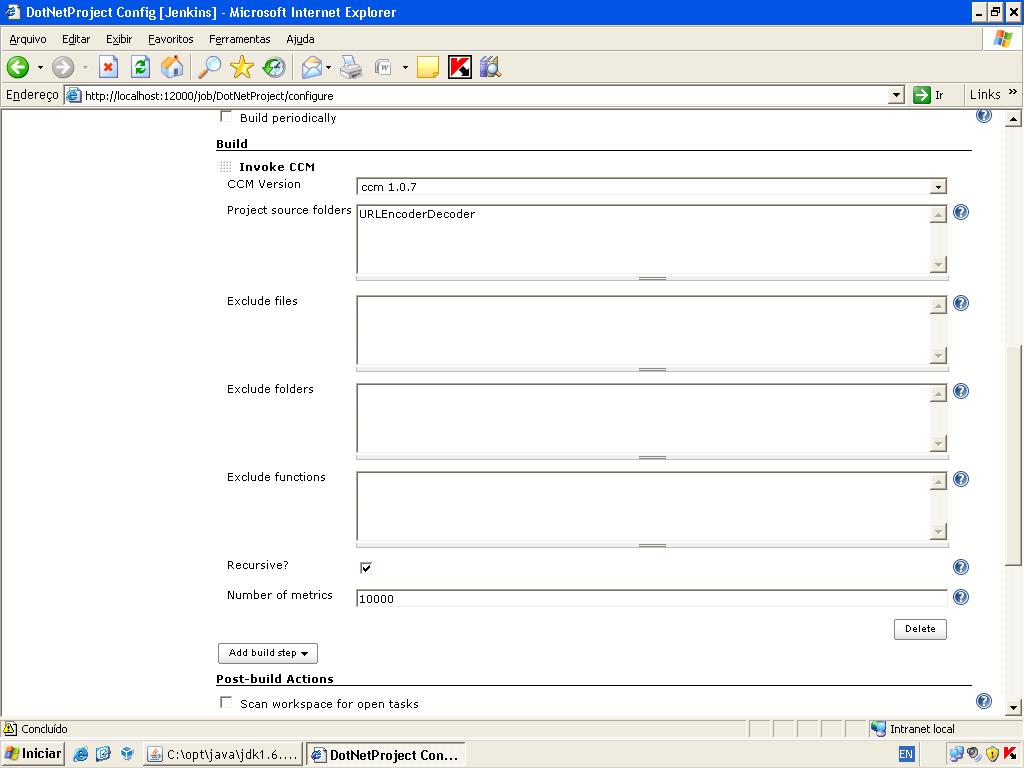 DotNetProject Config [Jenkins] - Microsoft Internet Explorer
Arquivo Editar Exibir Favoritos Ferramentas Ajuda
Endereço http://localhost:12000/job/DotNetProject/configure Ir Links »
Build periodically
Build
Invoke CCM
CCM Version ccm 1.0.7
Project source folders URLEncoderDecoder
Exclude files
Exclude folders
Exclude functions
Recursive?
Number of metrics 10000
Delete
Add build step
Post-build Actions
Scan workspace for open tasks
Concluído Intranet local
Iniciar C:\opt\java\jdk1.6.... DotNetProject Con... EN